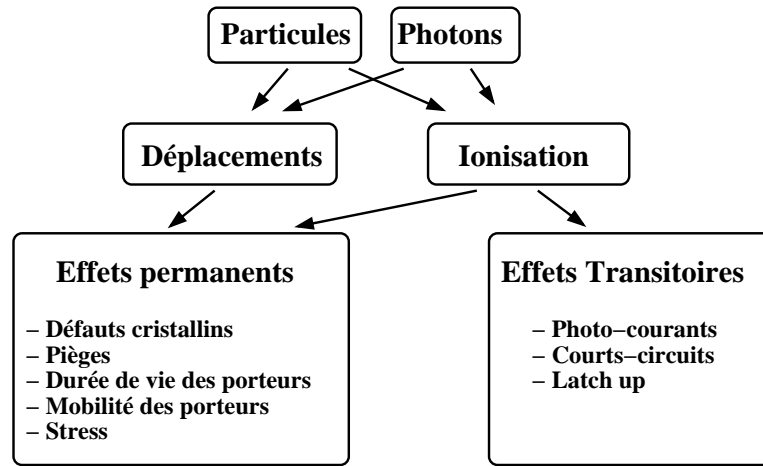 Particules
Photons
Déplacements
Ionisation
Effets permanents
– Défauts cristallins
– Pièges
– Durée de vie des porteurs
– Mobilité des porteurs
– Stress
Effets Transitoires
– Photo–courants
– Courts–circuits
– Latch up